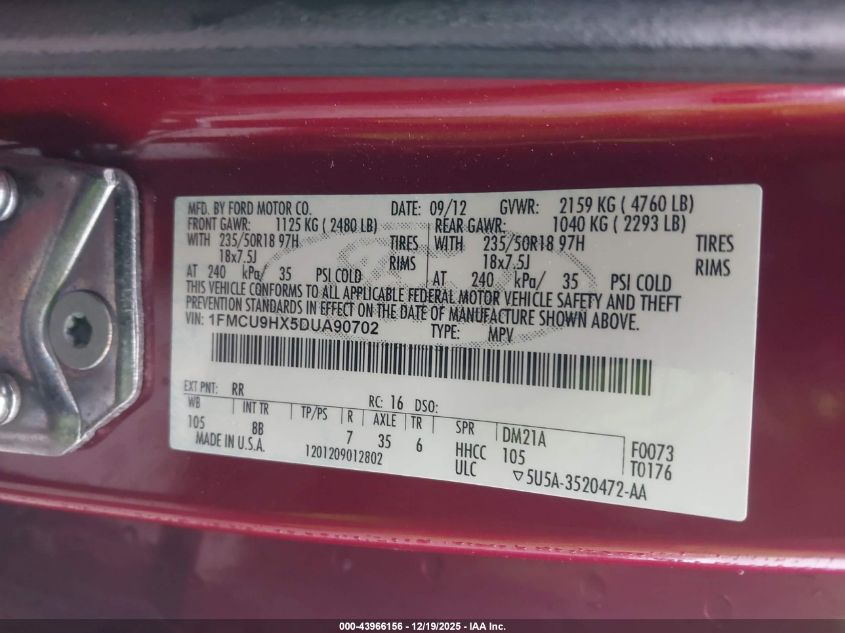 MFD. BY FORD MOTOR CO. DATE: 09/12 GVWR: 2159 KG ( 4760 LB)
FRONT GAWR: 1125 KG ( 2480 LB) REAR GAWR: 1040 KG ( 2293 LB)
WITH 235/50R18 97H TIRES WITH 235/50R18 97H TIRES
18x7.5J RIMS 18x7.5J RIMS
AT 240 kPa/ 35 PSI COLD AT 240 kPa/ 35 PSI COLD
THIS VEHICLE CONFORMS TO ALL APPLICABLE FEDERAL MOTOR VEHICLE SAFETY AND THEFT
PREVENTION STANDARDS IN EFFECT ON THE DATE OF MANUFACTURE SHOWN ABOVE.
VIN: 1FMCU9HX5DUA90702 TYPE: MPV
EXT PNT: RR RC: 16 DSO:
WB INT TR TP/PS R AXLE TR SPR DM21A F0073
105 8B 7 35 6 HHCC 105 T0176
MADE IN U.S.A. 1201209012802 ULC ▽5U5A-3520472-AA
000-43966156 - 12/19/2025 - IAA Inc.